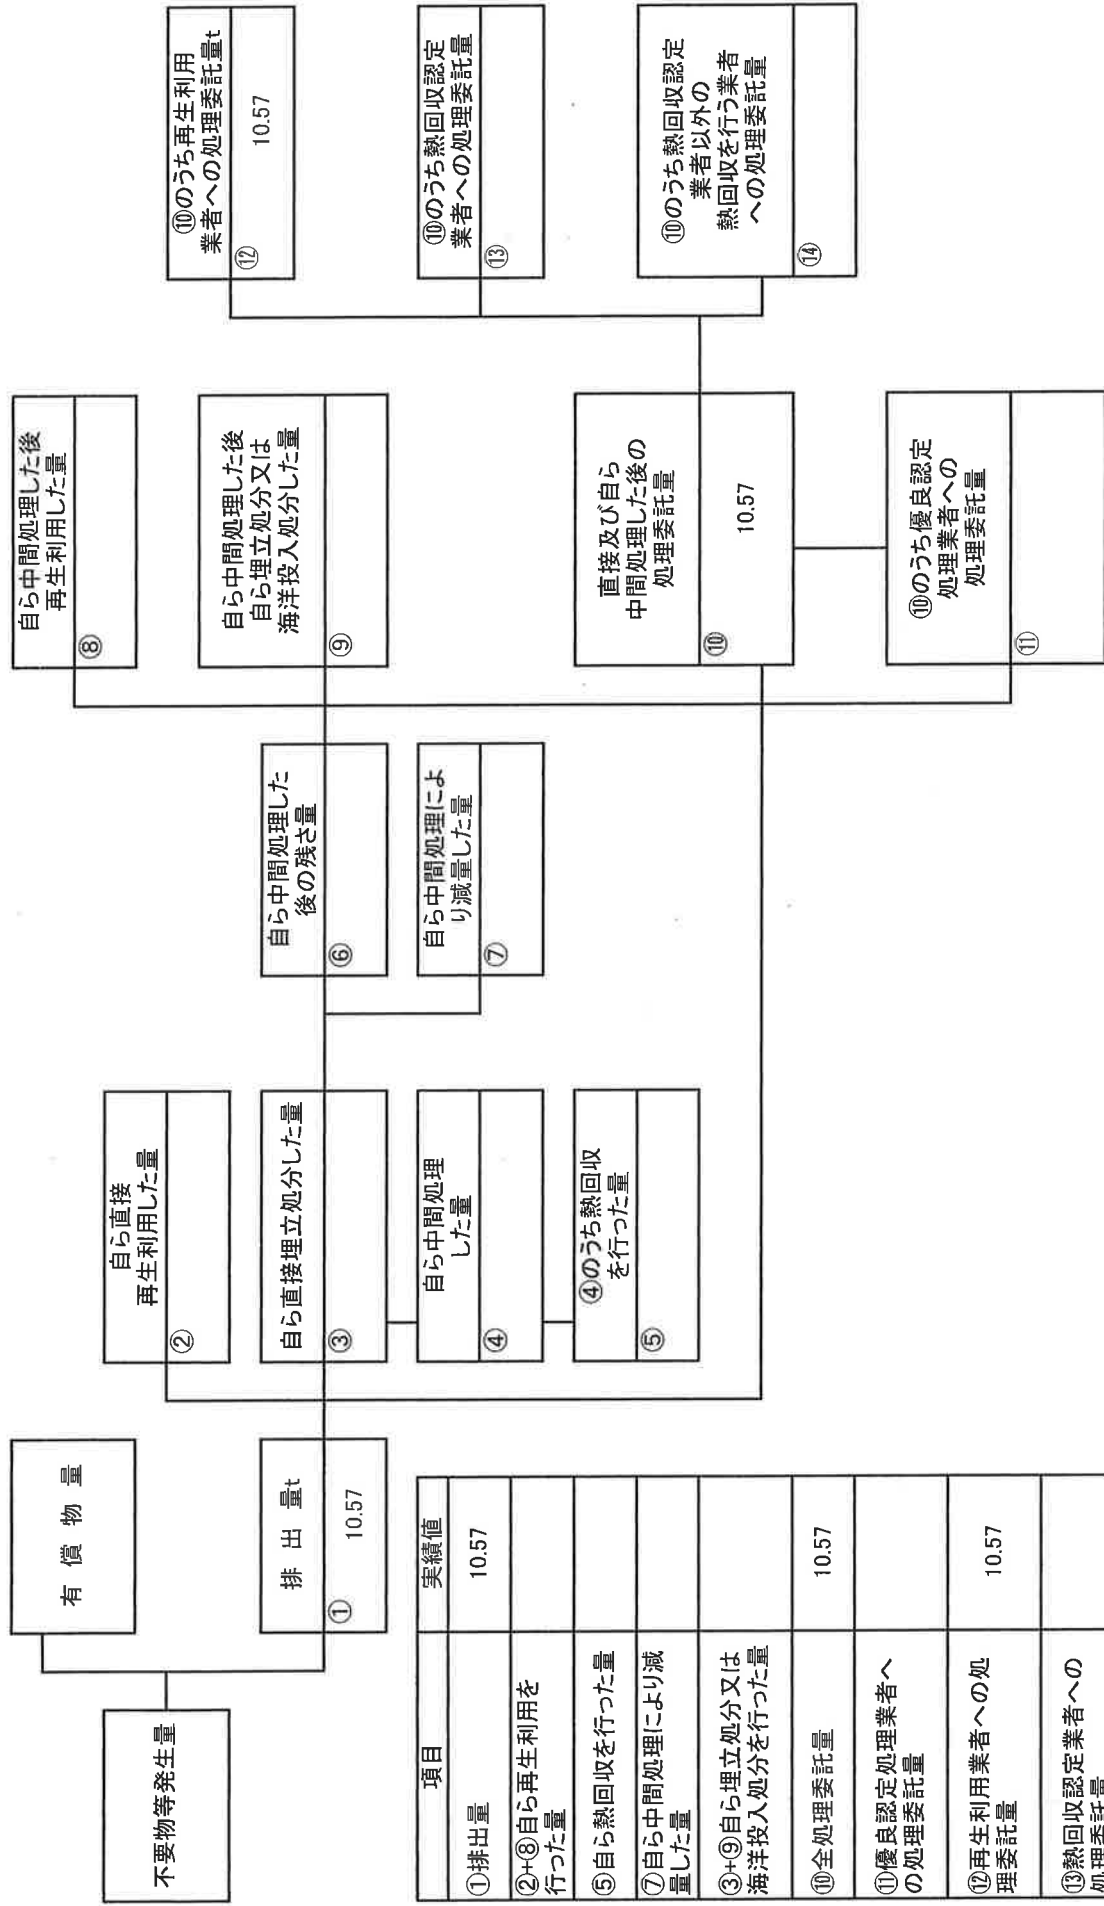 不要物等発生量
有 償 物 量
排 出 量t
① 10.57
自ら直接
再生利用した量
②
自ら直接埋立処分した量
③
自ら中間処理
した量
④
④のうち熱回収
を行った量
⑤
自ら中間処理した
後の残さ量
⑥
自ら中間処理によ
り減量した量
⑦
自ら中間処理した後
再生利用した量
⑧
自ら中間処理した後
自ら埋立処分又は
海洋投入処分した量
⑨
直接及び自ら
中間処理した後の
処理委託量
⑩ 10.57
⑩のうち優良認定
処理業者への
処理委託量
⑪
⑩のうち再生利用
業者への処理委託量t
⑫ 10.57
⑩のうち熱回収認定
業者への処理委託量
⑬
⑩のうち熱回収認定
業者以外の
熱回収を行う業者
への処理委託量
⑭
項目 実績値
①排出量 10.57
②+⑧自ら再生利用を
行った量
⑤自ら熱回収を行った量
⑦自ら中間処理により減
量した量
③+⑨自ら埋立処分又は
海洋投入処分を行った量
⑩全処理委託量 10.57
⑪優良認定処理業者へ
の処理委託量
⑫再生利用業者への処 10.57
理委託量
⑬熱回収認定業者への
処理委託量